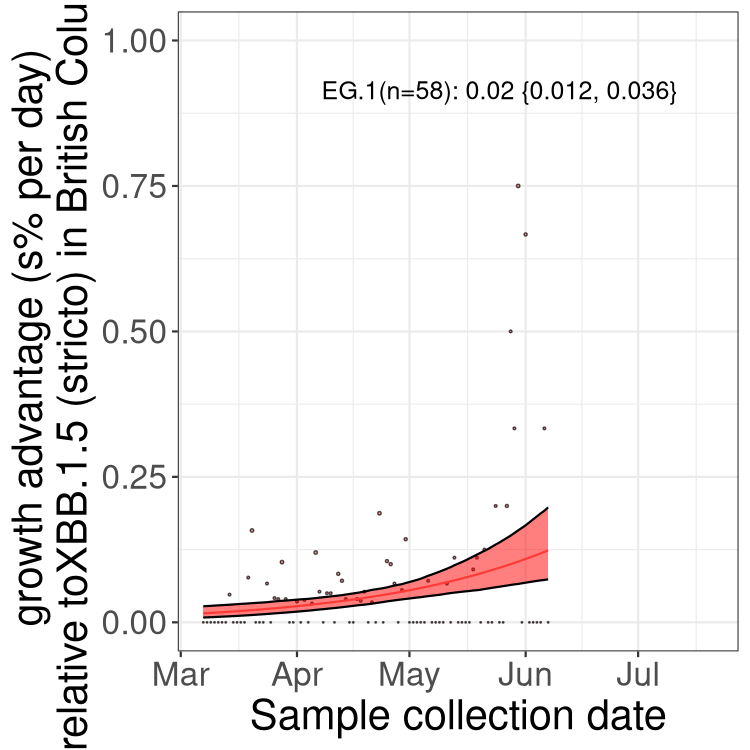 growth advantage (s% per day)
relative toXBB.1.5 (stricto) in British Colu
1.00
0.75
0.50
0.25
0.00
EG.1(n=58): 0.02 {0.012, 0.036}
Mar Apr May Jun Jul
Sample collection date